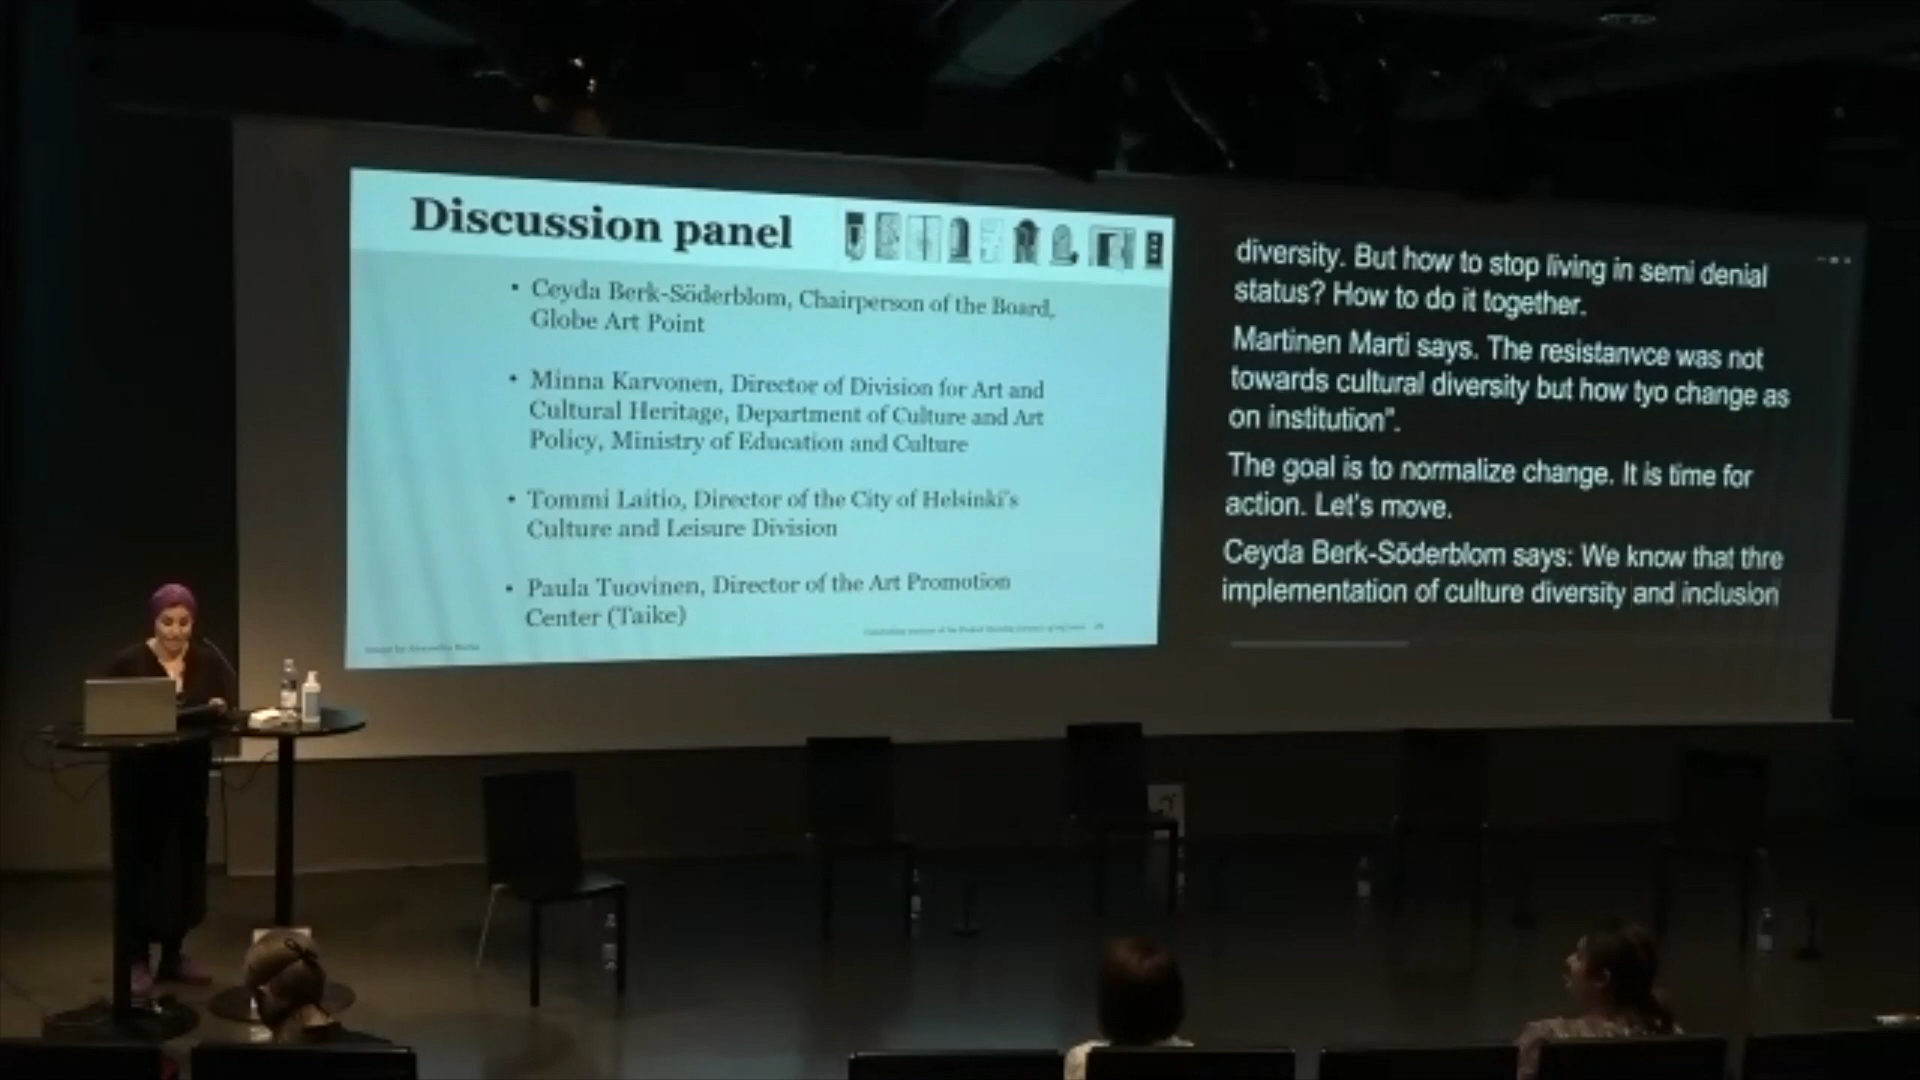 Discussion panel
• Ceyda Berk-Söderblom, Chairperson of the Board,
Globe Art Point
• Minna Karvonen, Director of Division for Art and
Cultural Heritage, Department of Culture and Art
Policy, Ministry of Education and Culture
• Tommi Laitio, Director of the City of Helsinki's
Culture and Leisure Division
• Paula Tuovinen, Director of the Art Promotion
Center (Taike)
diversity. But how to stop living in semi denial
status? How to do it together.
Martinen Marti says. The resistanvce was not
towards cultural diversity but how tyo change as
on institution".
The goal is to normalize change. It is time for
action. Let's move.
Ceyda Berk-Söderblom says: We know that thre
implementation of culture diversity and inclusion